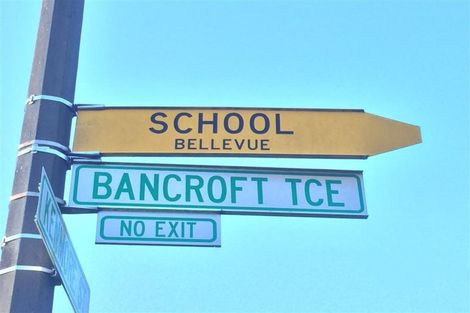 SCHOOL
BELLEVUE
BANCROFT TCE
NO EXIT